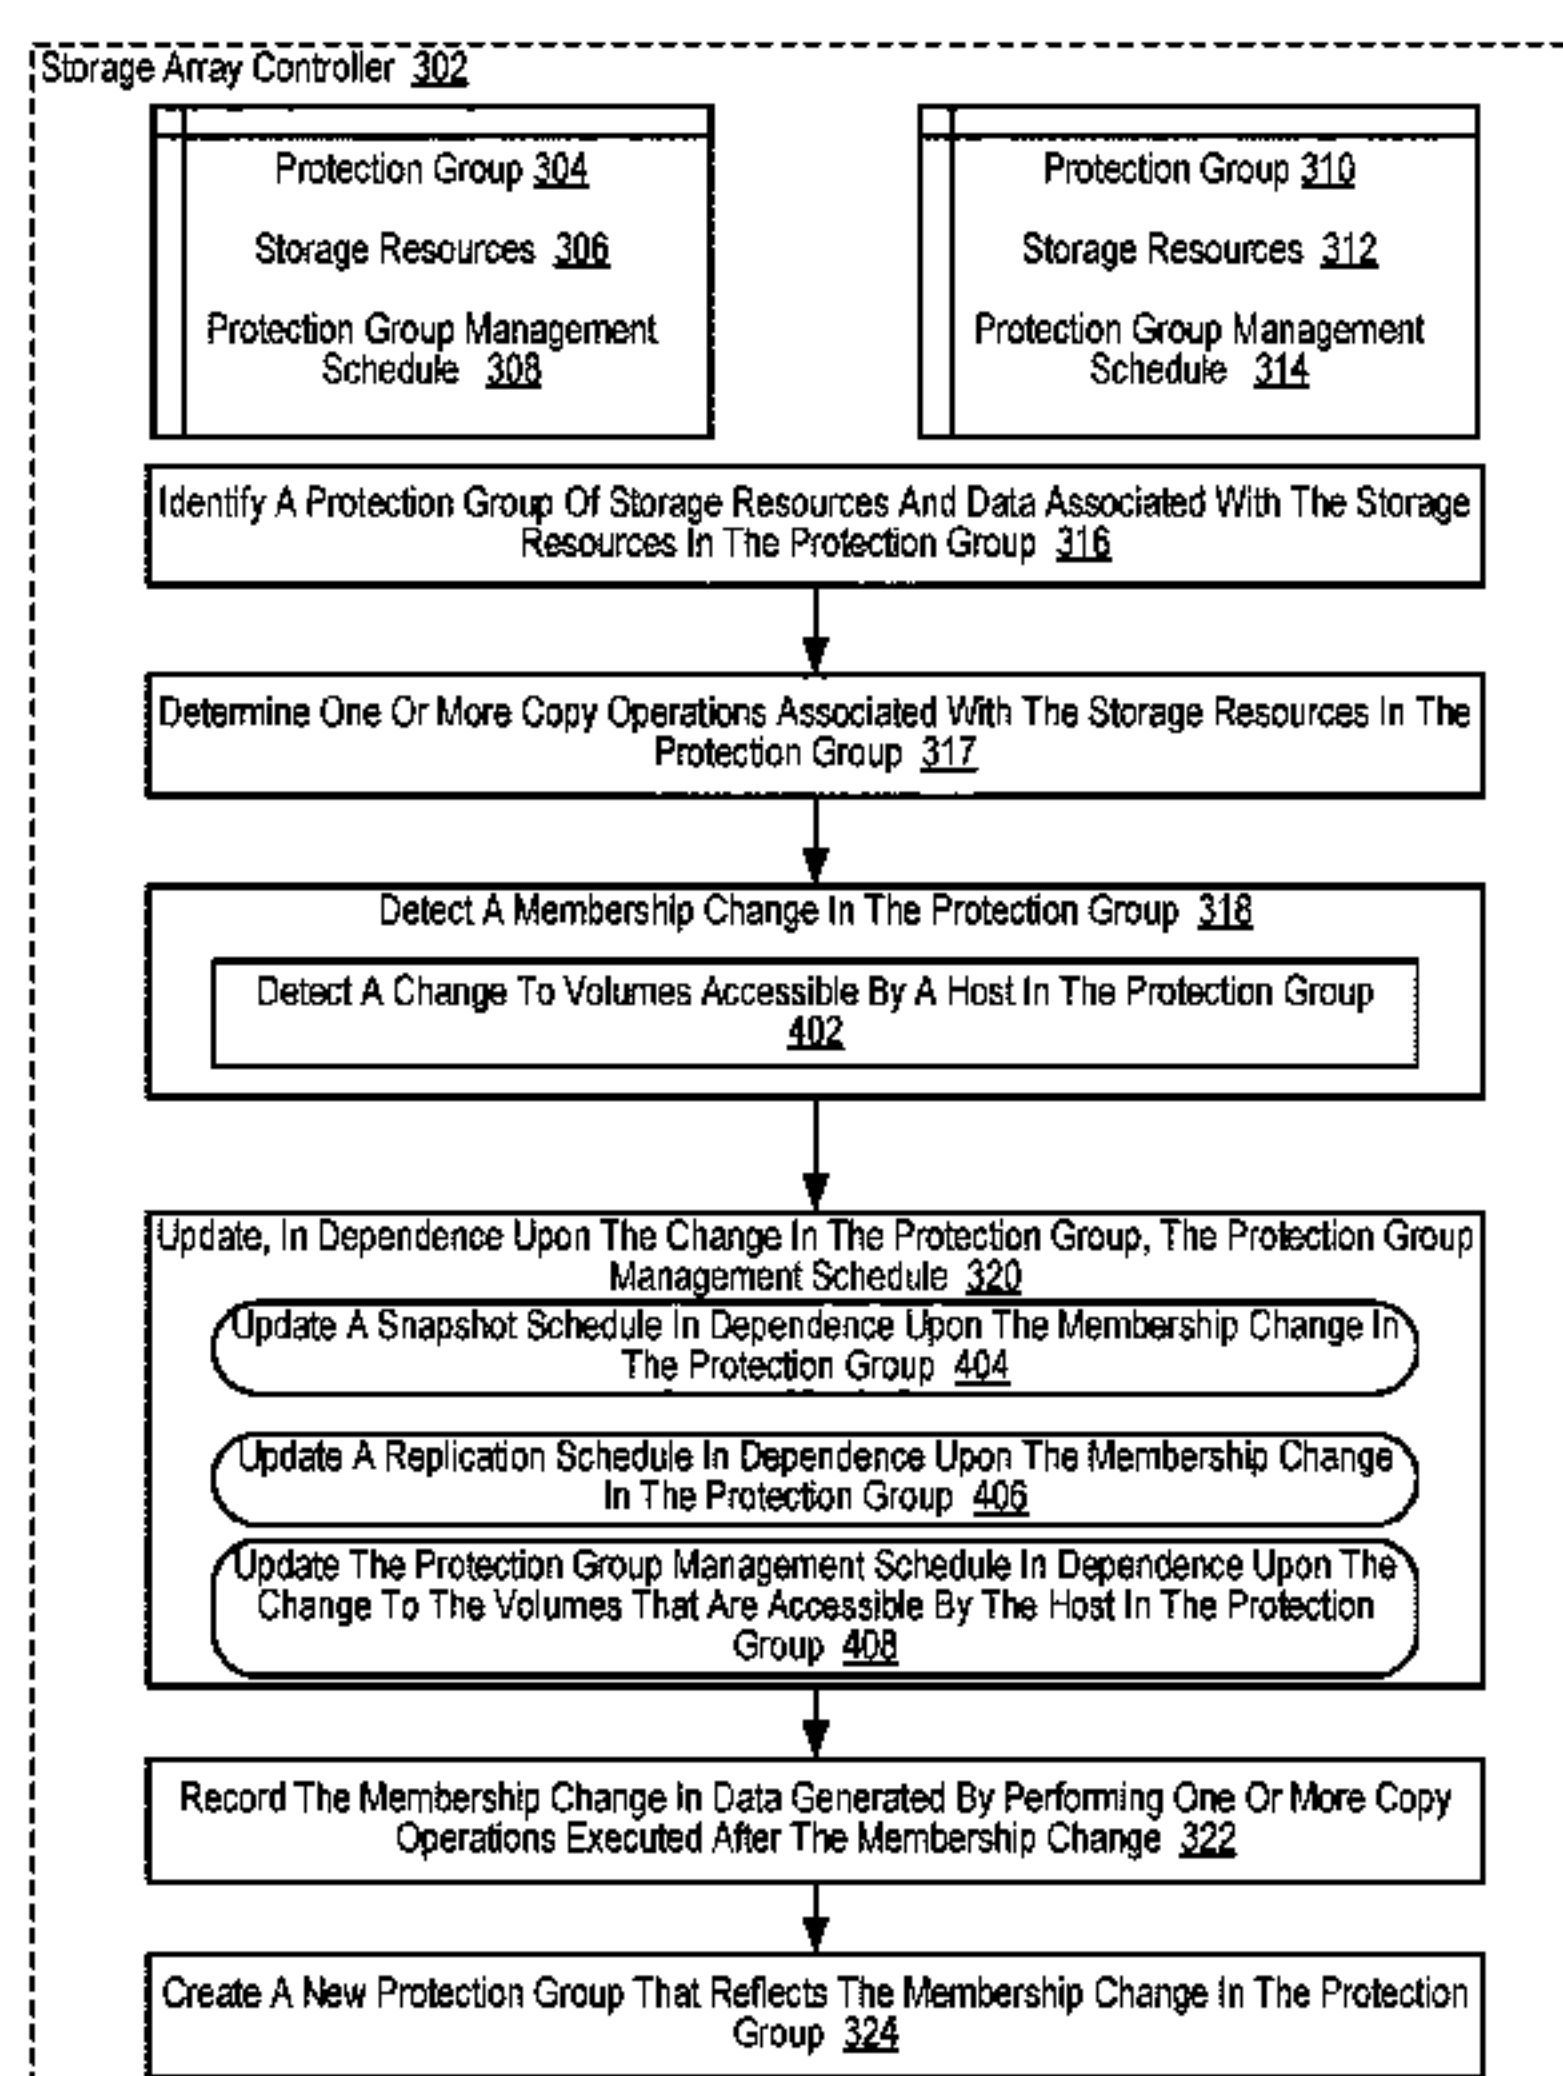 Storage Array Controller 302
Protection Group 304
Storage Resources 306
Protection Group Management
Schedule 308
Protection Group 310
Storage Resources 312
Protection Group Management
Schedule 314
Identify A Protection Group Of Storage Resources And Data Associated With The Storage
Resources In The Protection Group 316
Determine One Or More Copy Operations Associated With The Storage Resources In The
Protection Group 317
Detect A Membership Change In The Protection Group 318
Detect A Change To Volumes Accessible By A Host In The Protection Group
402
Update, In Dependence Upon The Change In The Protection Group, The Protection Group
Management Schedule 320
Update A Snapshot Schedule In Dependence Upon The Membership Change In
The Protection Group 404
Update A Replication Schedule In Dependence Upon The Membership Change
In The Protection Group 406
Update The Protection Group Management Schedule In Dependence Upon The
Change To The Volumes That Are Accessible By The Host In The Protection
Group 408
Record The Membership Change In Data Generated By Performing One Or More Copy
Operations Executed After The Membership Change 322
Create A New Protection Group That Reflects The Membership Change In The Protection
Group 324